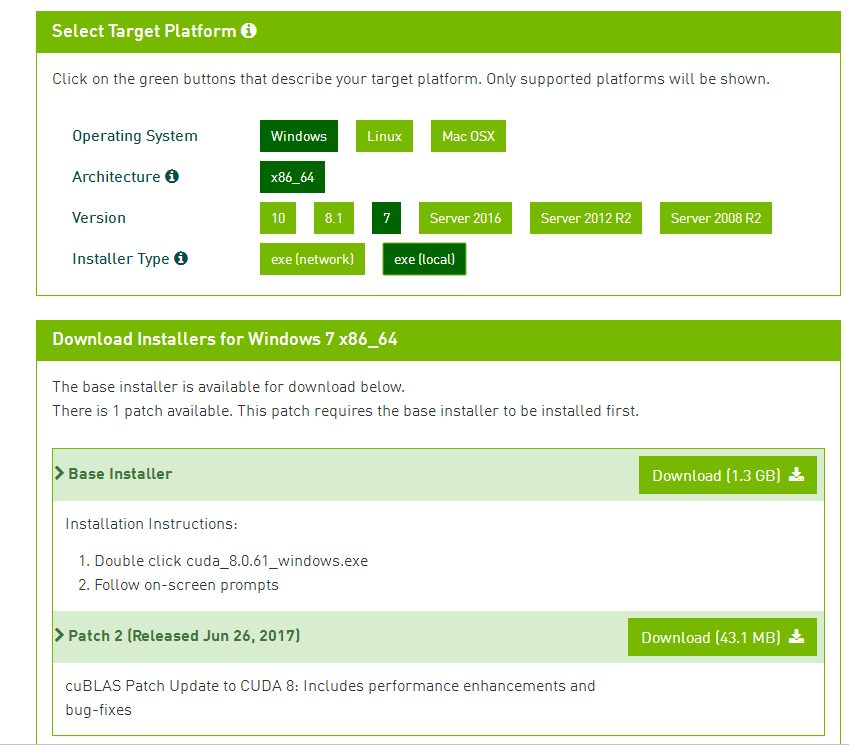 Select Target Platform
Click on the green buttons that describe your target platform. Only supported platforms will be shown.
Operating System Windows Linux Mac OSX
Architecture x86_64
Version 10 8.1 7 Server 2016 Server 2012 R2 Server 2008 R2
Installer Type exe (network) exe (local)
Download Installers for Windows 7 x86_64
The base installer is available for download below.
There is 1 patch available. This patch requires the base installer to be installed first.
Base Installer Download (1.3 GB)
Installation Instructions:
1. Double click cuda_8.0.61_windows.exe
2. Follow on-screen prompts
Patch 2 (Released Jun 26, 2017) Download (43.1 MB)
cuBLAS Patch Update to CUDA 8: Includes performance enhancements and
bug-fixes